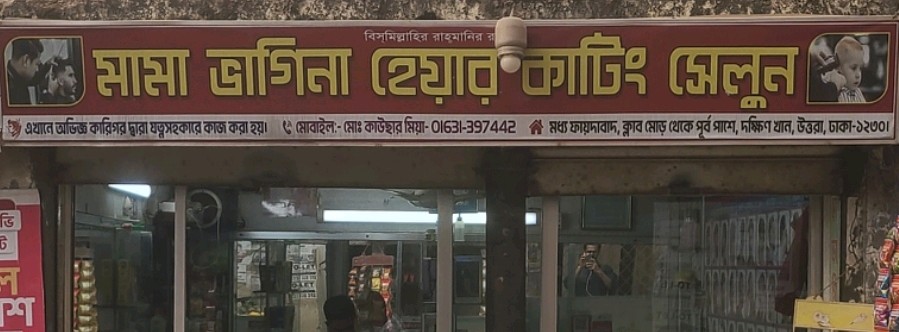 বিসমিল্লাহির রাহমানির
মামা ভাগিনা হেয়ার কাটিং সেলুন
এখানে অভিজ্ঞ কারিগর দ্বারা যত্নসহকারে কাজ করা হয়। মোবাইল:- মোঃ কাউছার মিয়া- 01631-397442 মধ্য ফায়দাবাদ, ক্লাব মোড় থেকে পূর্ব পাশে, দক্ষিণ খান, উত্তরা, ঢাকা-১২৩০।